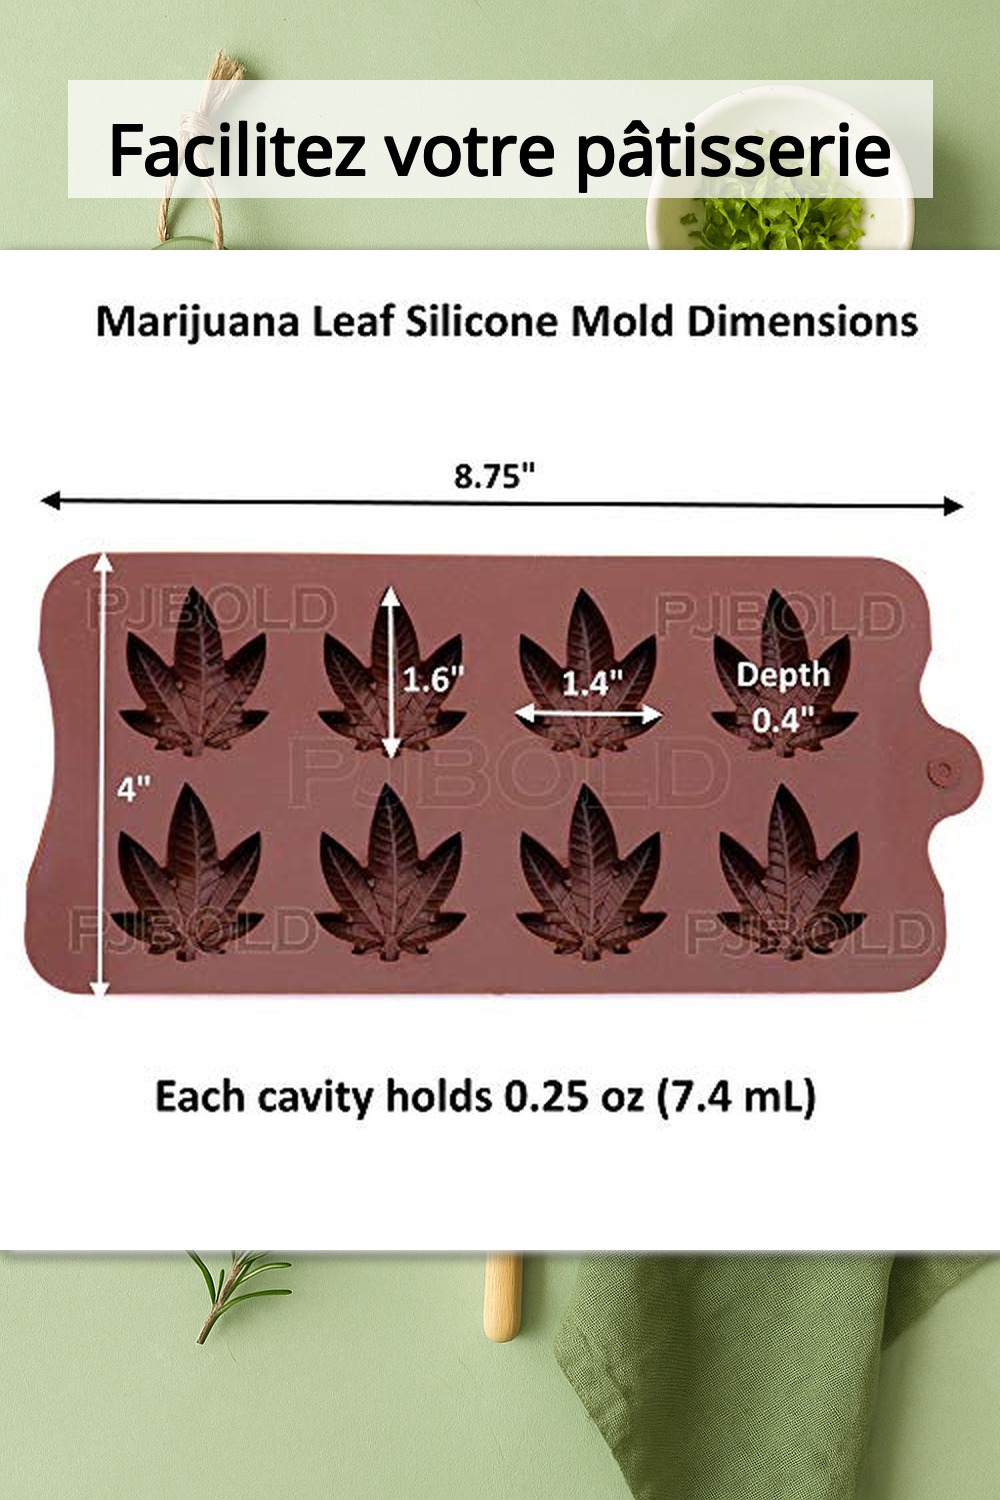 Facilitez votre pâtisserie
Marijuana Leaf Silicone Mold Dimensions
8.75"
PJBOLD
PJBOLD
1.6"
1.4"
Depth
0.4"
PJBOLD
4"
PJBOLD
PJBOLD
Each cavity holds 0.25 oz (7.4 mL)